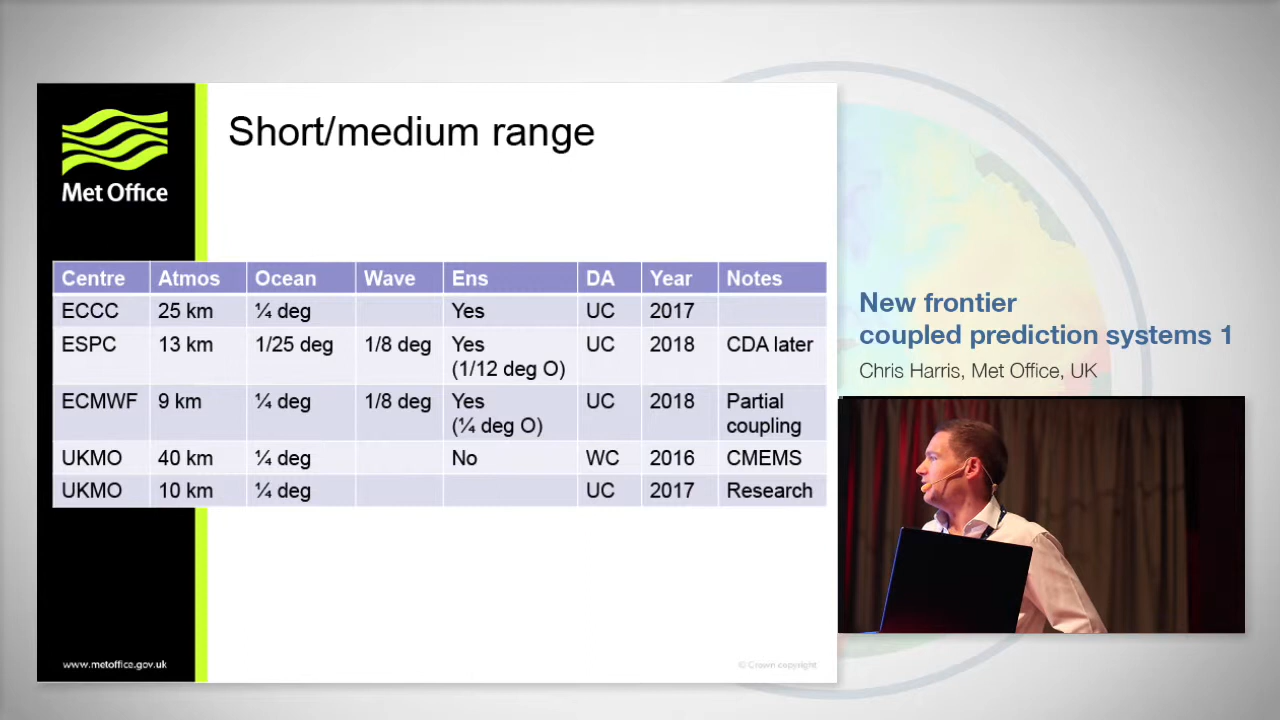 Met Office
Short/medium range
Centre Atmos Ocean Wave Ens DA Year Notes
ECCC 25 km ¼ deg Yes UC 2017
ESPC 13 km 1/25 deg 1/8 deg Yes UC 2018 CDA later
(1/12 deg O)
ECMWF 9 km ¼ deg 1/8 deg Yes UC 2018 Partial
(¼ deg O) coupling
UKMO 40 km ¼ deg No WC 2016 CMEMS
UKMO 10 km ¼ deg UC 2017 Research
www.metoffice.gov.uk
© Crown copyright
New frontier
coupled prediction systems 1
Chris Harris, Met Office, UK